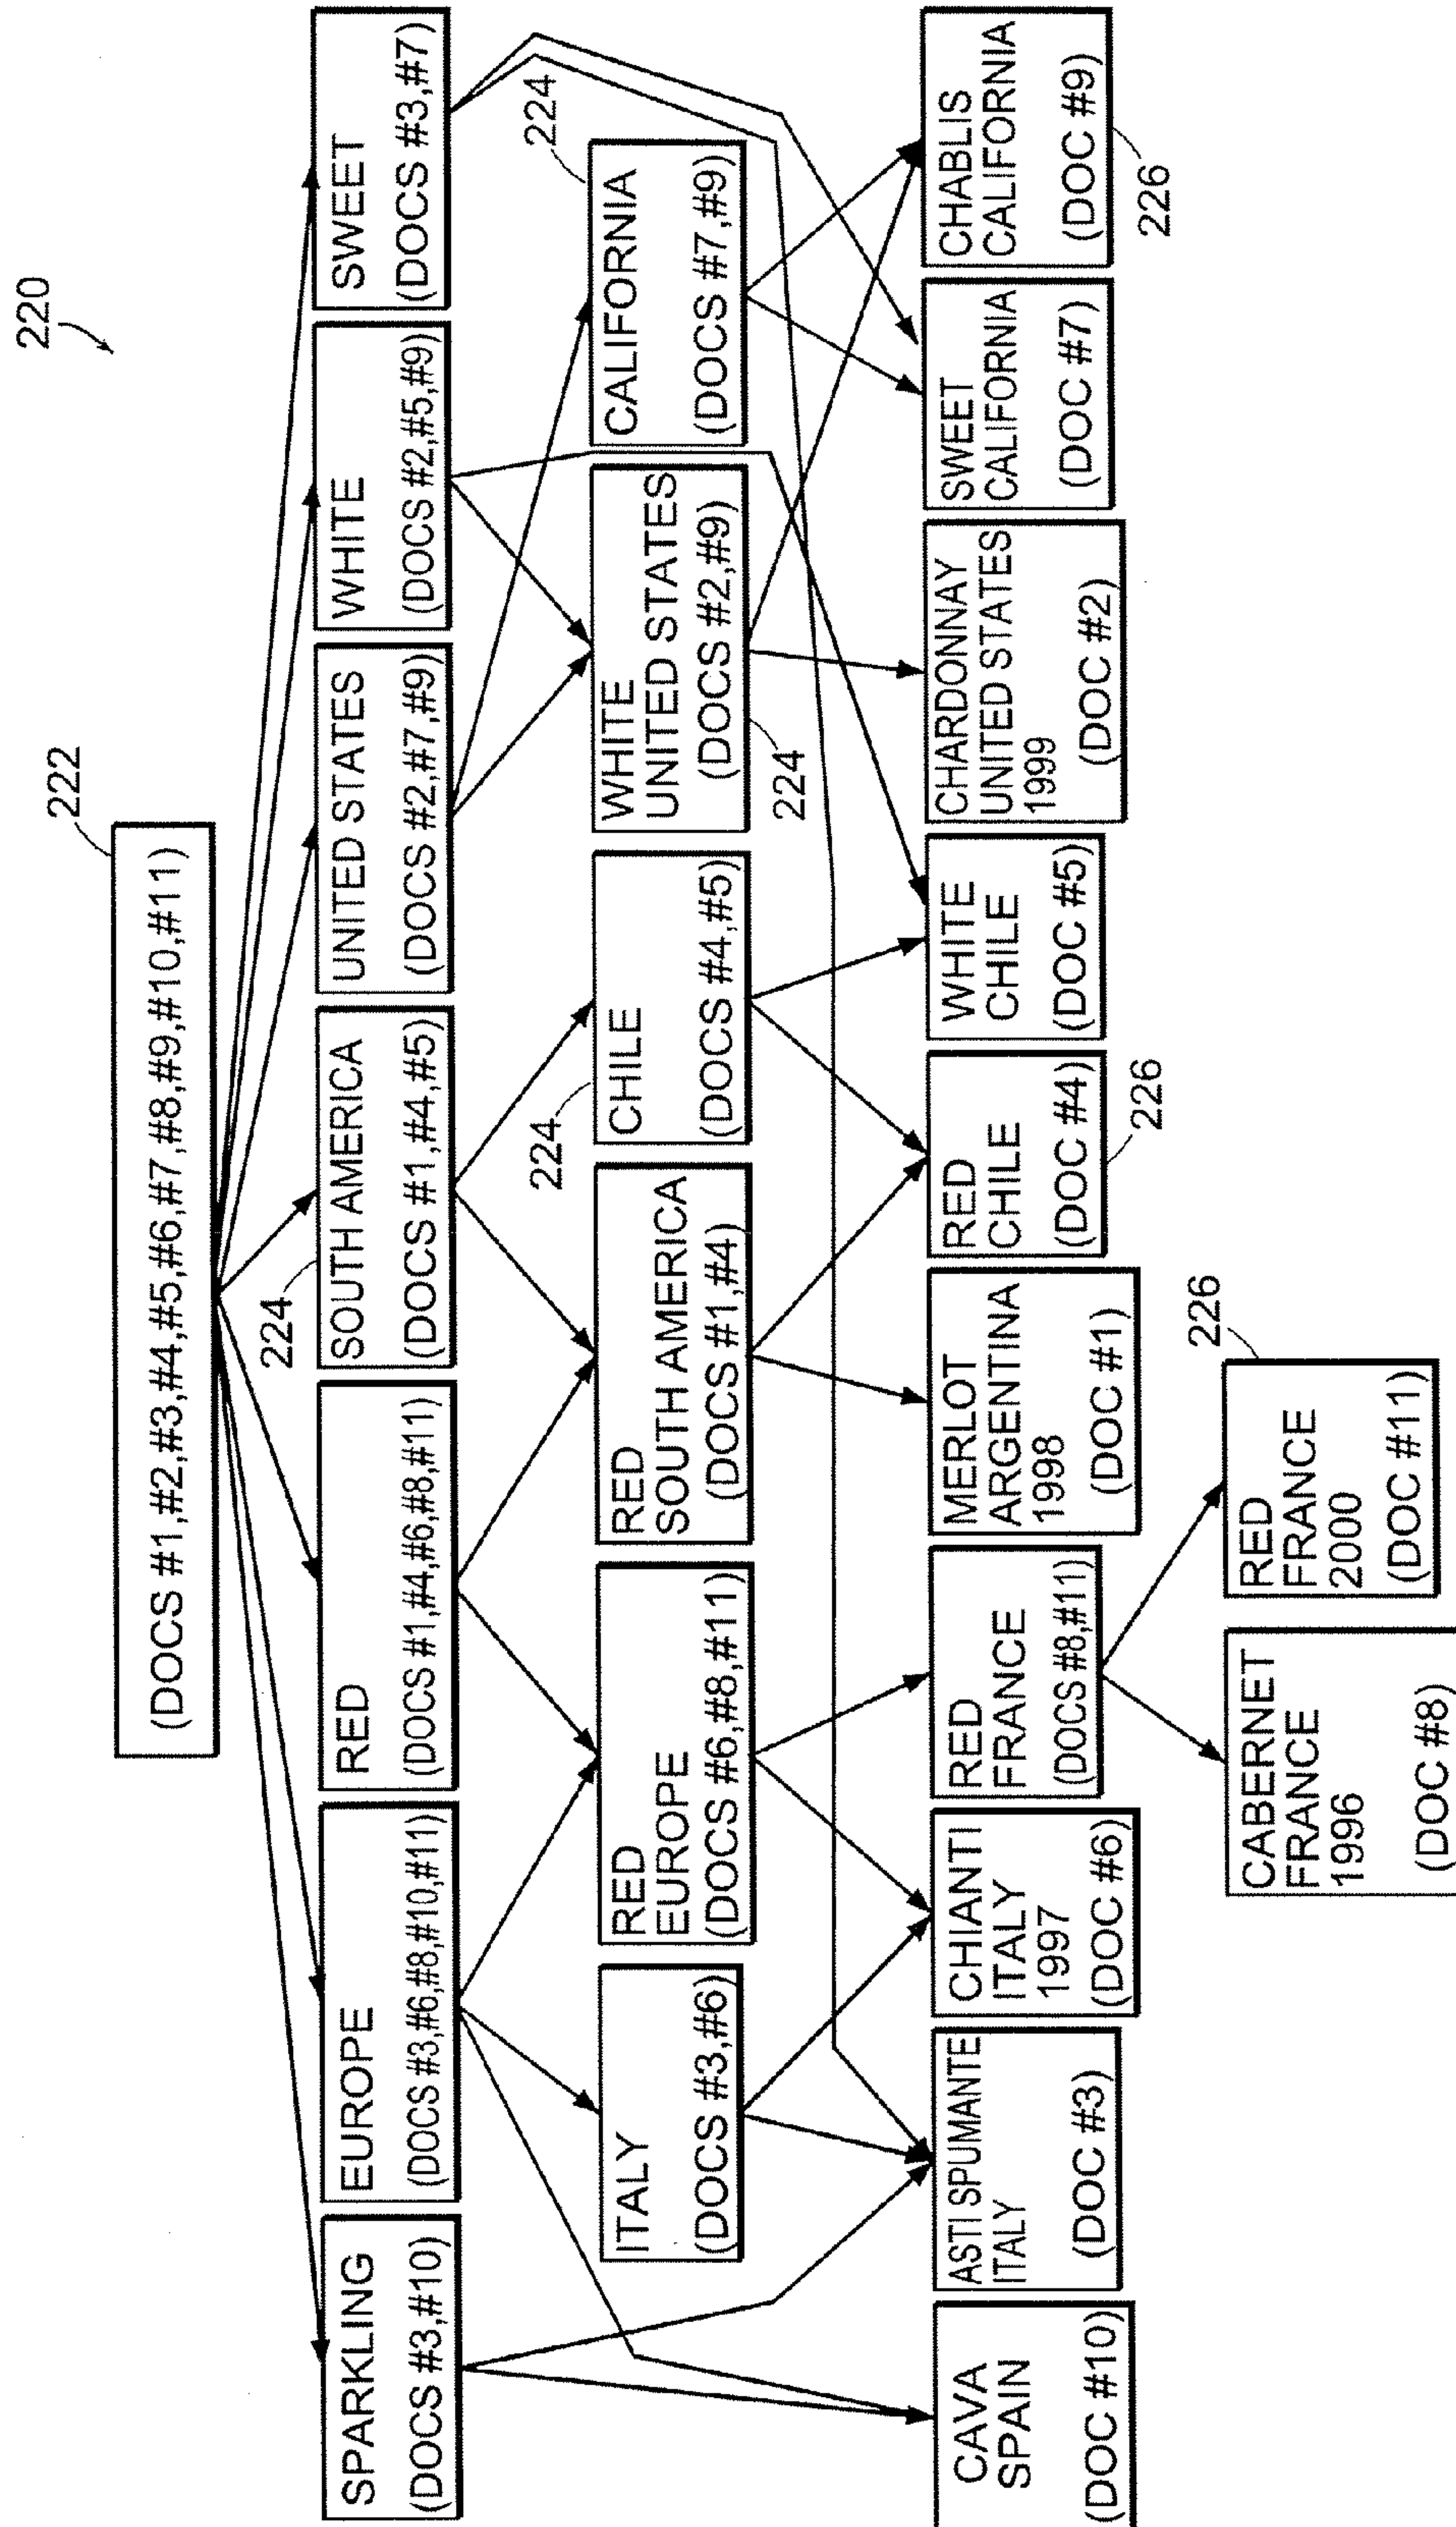 220
222
(DOCS #1,#2,#3,#4,#5,#6,#7,#8,#9,#10,#11)
SPARKLING
(DOCS #3,#10)
EUROPE
(DOCS #3,#6,#8,#10,#11)
RED
(DOCS #1,#4,#6,#8,#11)
224
SOUTH AMERICA
(DOCS #1,#4,#5)
UNITED STATES
(DOCS #2,#7,#9)
WHITE
(DOCS #2,#5,#9)
SWEET
(DOCS #3,#7)
ITALY
(DOCS #3,#6)
RED
EUROPE
(DOCS #6,#8,#11)
RED
SOUTH AMERICA
(DOCS #1,#4)
224
CHILE
(DOCS #4,#5)
WHITE
UNITED STATES
(DOCS #2,#9)
224
CALIFORNIA
(DOCS #7,#9)
224
CAVA
SPAIN
(DOC #10)
ASTI SPUMANTE
ITALY
(DOC #3)
CHIANTI
ITALY
1997
(DOC #6)
RED
FRANCE
(DOCS #8,#11)
MERLOT
ARGENTINA
1998
(DOC #1)
RED
CHILE
(DOC #4)
226
WHITE
CHILE
(DOC #5)
CHARDONNAY
UNITED STATES
1999
(DOC #2)
SWEET
CALIFORNIA
(DOC #7)
CHABLIS
CALIFORNIA
(DOC #9)
226
CABERNET
FRANCE
1996
(DOC #8)
RED
FRANCE
2000
(DOC #11)
226